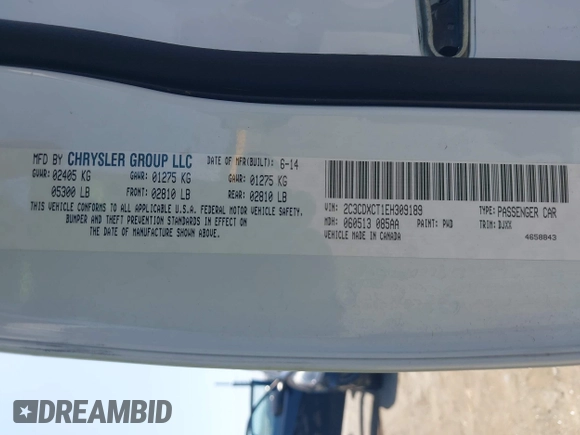 MFD BY CHRYSLER GROUP LLC DATE OF MFR(BUILT): 6-14
GVWR: 02405 KG GAWR: 01275 KG GAWR: 01275 KG
05300 LB FRONT: 02810 LB REAR: 02810 LB
THIS VEHICLE CONFORMS TO ALL APPLICABLE U.S.A. FEDERAL MOTOR VEHICLE SAFETY,
BUMPER AND THEFT PREVENTION STANDARDS IN EFFECT ON
THE DATE OF MANUFACTURE SHOWN ABOVE.
VIN: 2C3CDXCT1EH309189 TYPE: PASSENGER CAR
MDH: 060513 085AA PAINT: PWD TRIM: DJXX
VEHICLE MADE IN CANADA 4658843
DREAMBID